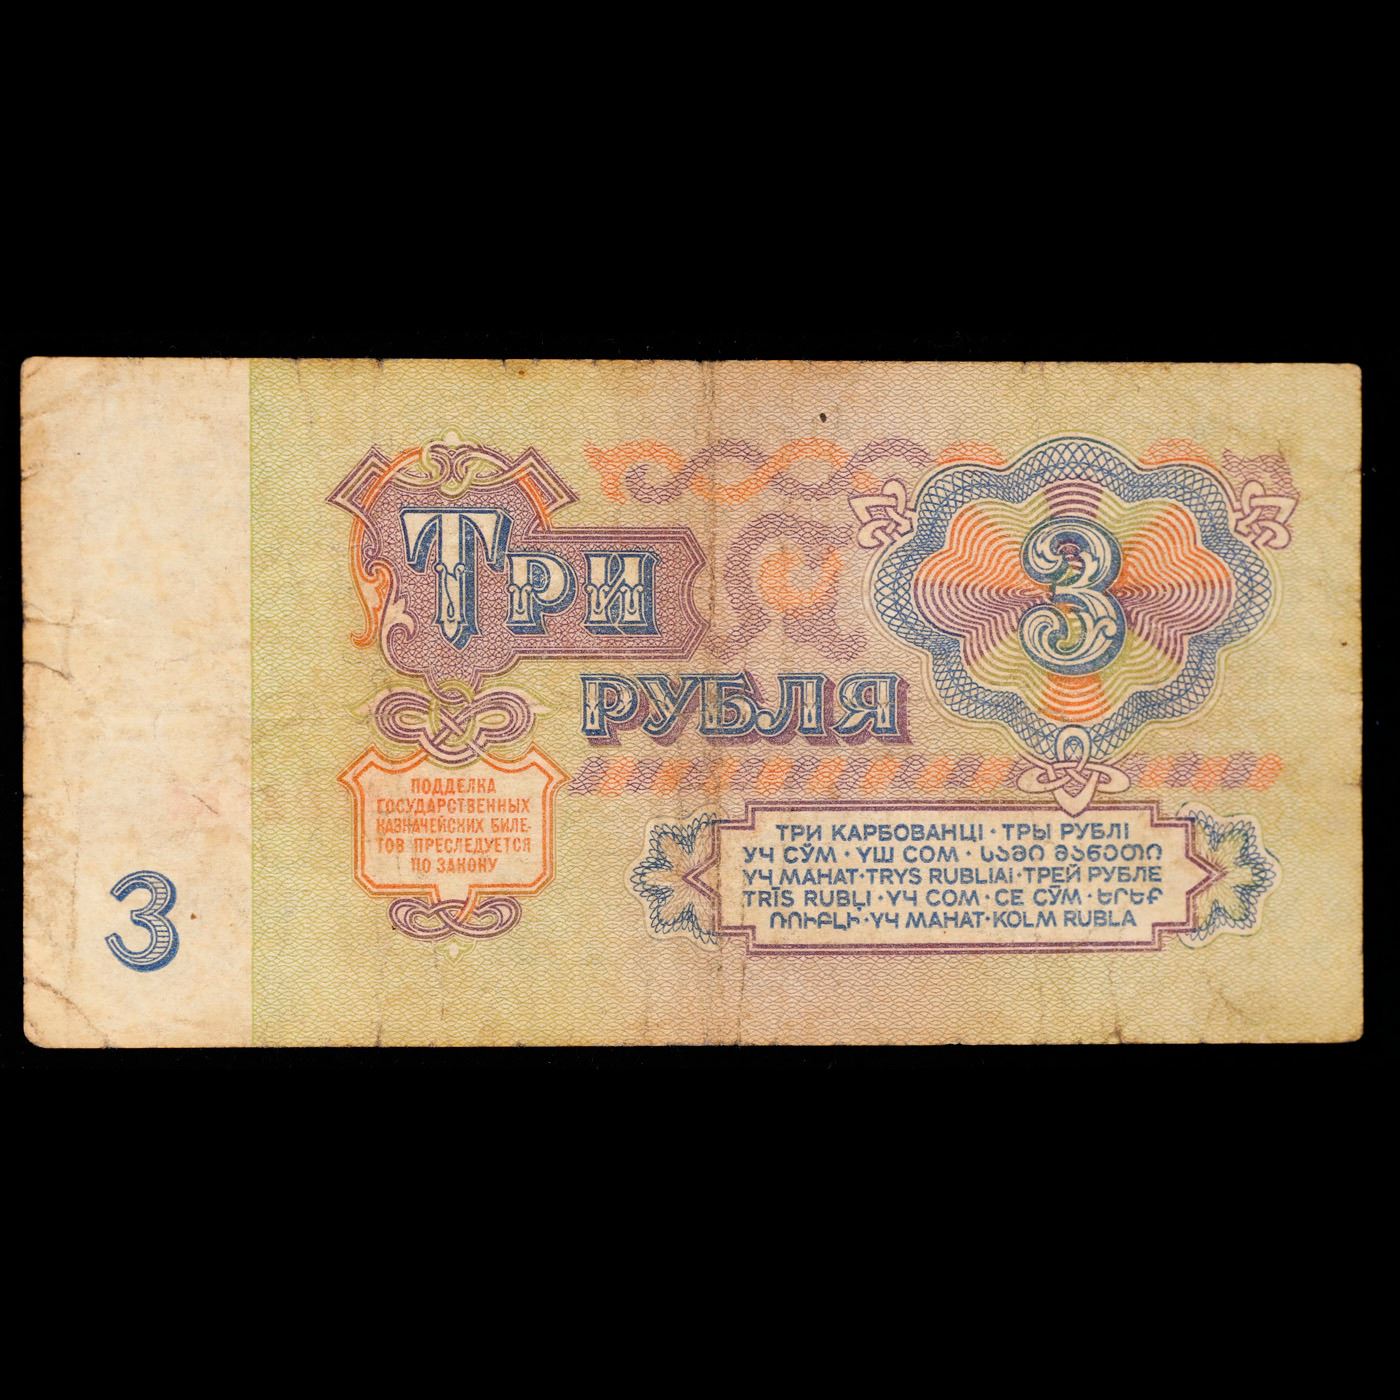 ТРИ
РУБЛЯ
3
ПОДДЕЛКА
ГОСУДАРСТВЕННЫХ
КАЗНАЧЕЙСКИХ БИЛЕ-
ТОВ ПРЕСЛЕДУЕТСЯ
ПО ЗАКОНУ
ТРИ КАРБОВАНЦІ · ТРЫ РУБЛІ
УЧ СЎМ · ҮШ СОМ · ᲡᲐᲛᲘ ᲛᲐᲜᲔᲗᲘ
ҮЧ МАНАТ · TRYS RUBLIAI · ТРЕЙ РУБЛЕ
TRĪS RUBĻI · ҮЧ СОМ · СЕ СӮМ · ԵՐԵՔ
ՌՈՒԲԼԻ · ҮЧ МАНАТ · KOLM RUBLA
3